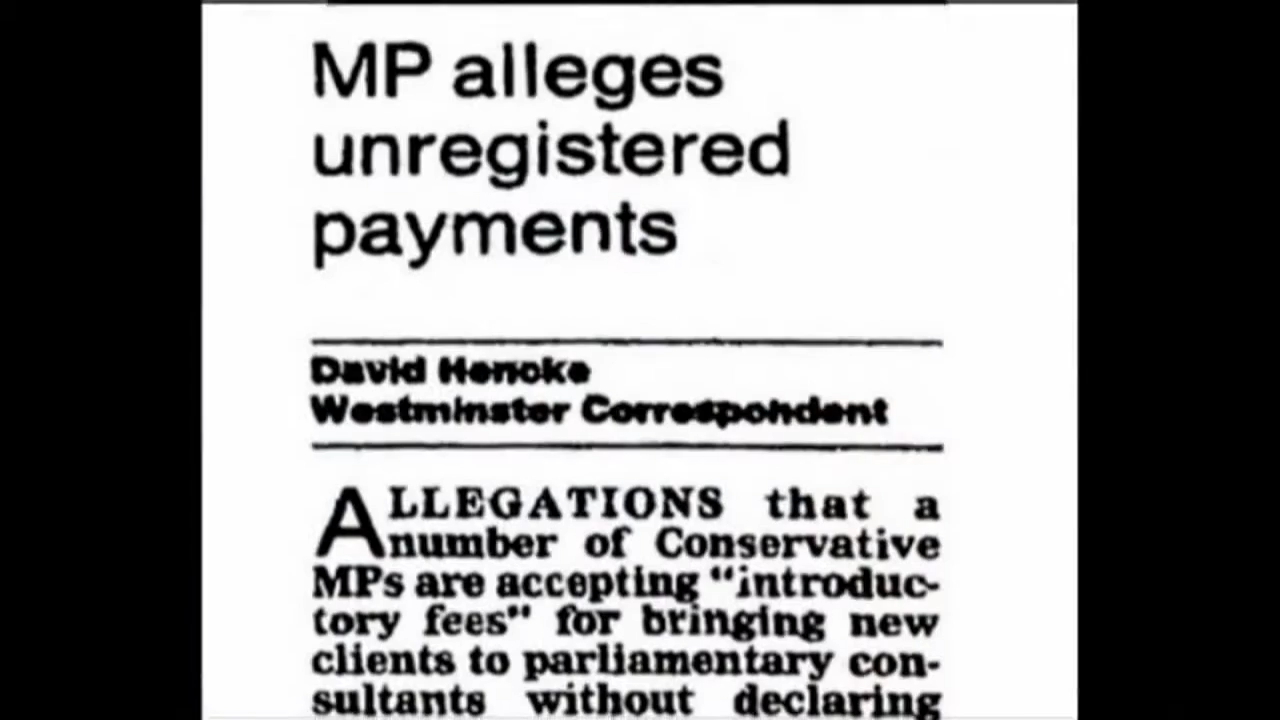 MP alleges
unregistered
payments
David Hencke
Westminster Correspondent
ALLEGATIONS that a
number of Conservative
MPs are accepting “introduc-
tory fees” for bringing new
clients to parliamentary con-
sultants without declaring